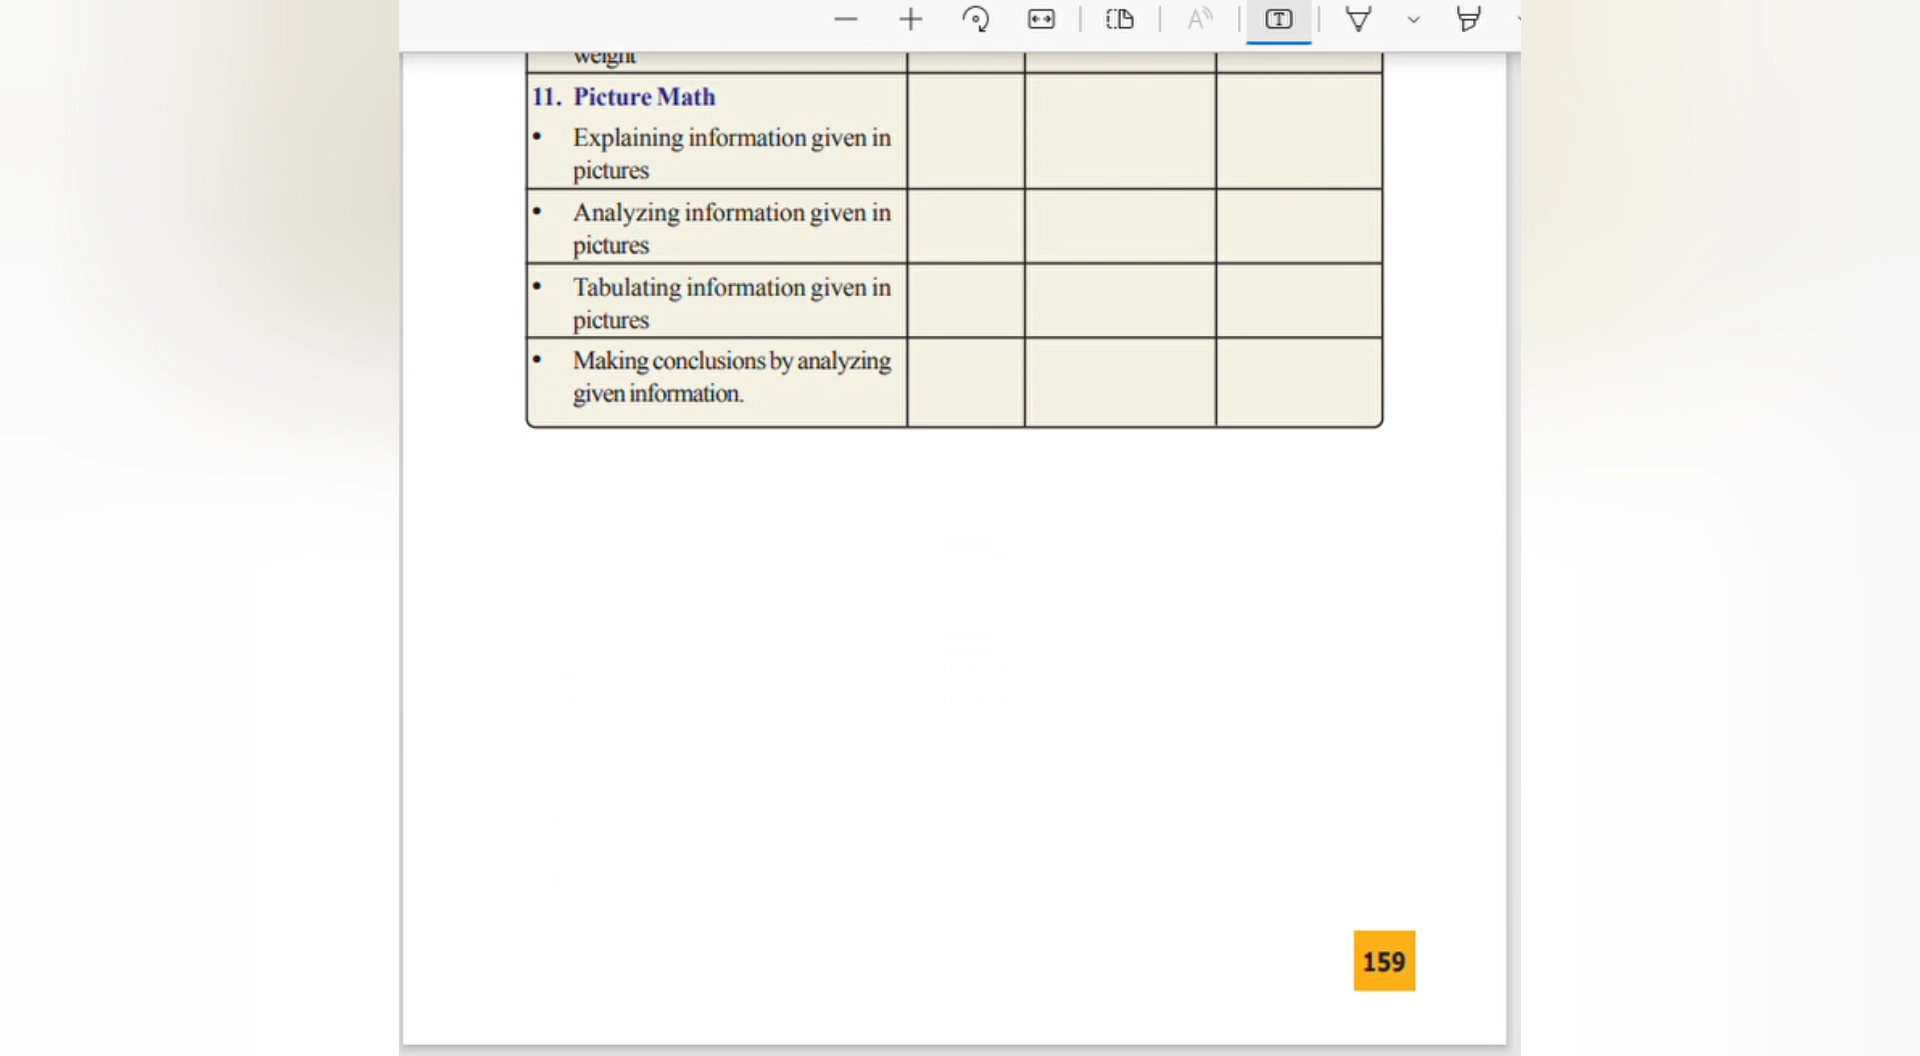 weight
11. Picture Math
• Explaining information given in
pictures
• Analyzing information given in
pictures
• Tabulating information given in
pictures
• Making conclusions by analyzing
given information.
159